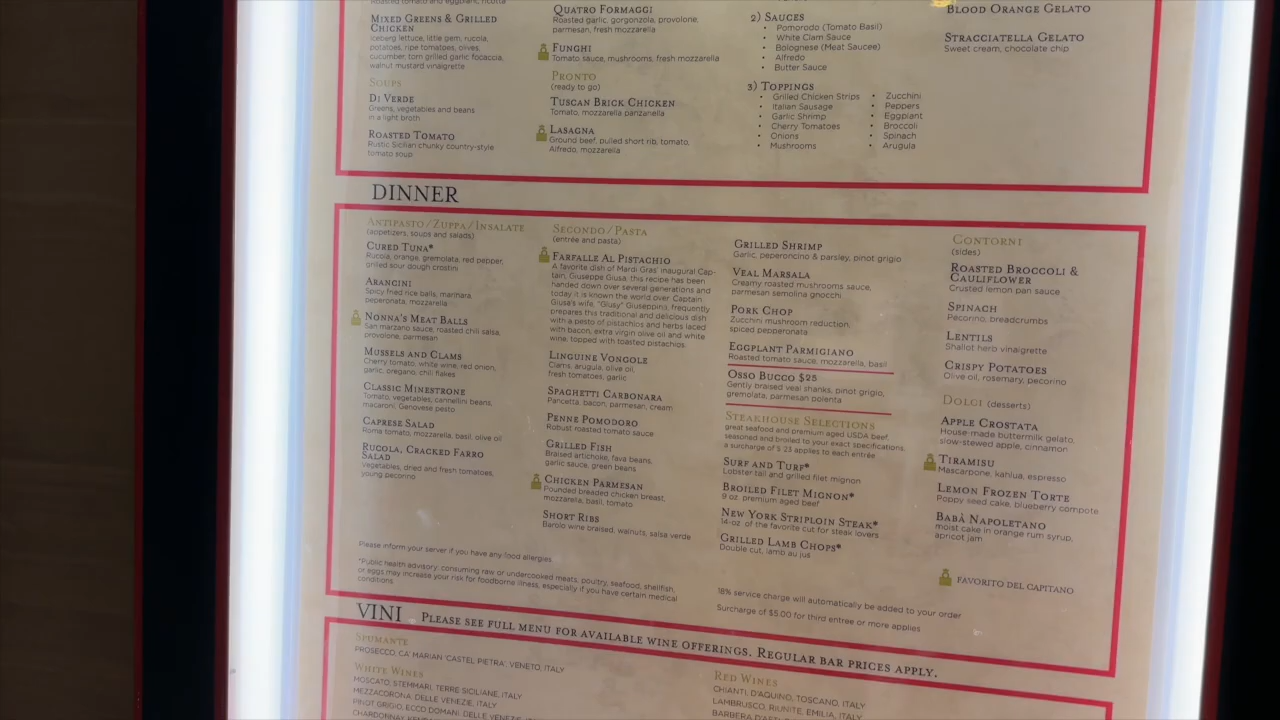 Roasted tomato and eggplant, ricotta
Mixed Greens & Grilled
Chicken
Iceberg lettuce, little gem, rucola,
potatoes, ripe tomatoes, olives,
cucumber, torn grilled garlic focaccia,
walnut mustard vinaigrette
Soups
Di Verde
Greens, vegetables and beans
in a light broth
Roasted Tomato
Rustic Sicilian chunky country-style
tomato soup
Quatro Formaggi
Roasted garlic, gorgonzola, provolone,
parmesan, fresh mozzarella
Funghi
Tomato sauce, mushrooms, fresh mozzarella
Pronto
(ready to go)
Tuscan Brick Chicken
Tomato, mozzarella panzanella
Lasagna
Ground beef, pulled short rib, tomato,
Alfredo, mozzarella
2) Sauces
• Pomodoro (Tomato Basil)
• White Clam Sauce
• Bolognese (Meat Saucee)
• Alfredo
• Butter Sauce
3) Toppings
• Grilled Chicken Strips
• Italian Sausage
• Garlic Shrimp
• Cherry Tomatoes
• Onions
• Mushrooms
• Zucchini
• Peppers
• Eggplant
• Broccoli
• Spinach
• Arugula
Blood Orange Gelato
Stracciatella Gelato
Sweet cream, chocolate chip
DINNER
Antipasto/Zuppa/Insalate
(appetizers, soups and salads)
Cured Tuna*
Rucola, orange, gremolata, red pepper,
grilled sour dough crostini
Arancini
Spicy fried rice balls, marinara,
peperonata, mozzarella
Nonna's Meat Balls
San marzano sauce, roasted chili salsa,
provolone, parmesan
Mussels and Clams
Cherry tomato, white wine, red onion,
garlic, oregano, chili flakes
Classic Minestrone
Tomato, vegetables, cannellini beans,
macaroni, Genovese pesto
Caprese Salad
Roma tomato, mozzarella, basil, olive oil
Rucola, Cracked Farro
Salad
Vegetables, dried and fresh tomatoes,
young pecorino
Secondo/Pasta
(entrée and pasta)
Farfalle Al Pistachio
A favorite dish of Mardi Gras' inaugural Cap-
tain, Giuseppe Giusa, this recipe has been
handed down over several generations and
today it is known the world over. Captain
Giusa's wife, "Giusy" Giuseppini, frequently
prepares this traditional and delicious dish
with a pesto of pistachios and herbs laced
with bacon, extra virgin olive oil and white
wine, topped with toasted pistachios.
Linguine Vongole
Clams, arugula, olive oil,
fresh tomatoes, garlic
Spaghetti Carbonara
Pancetta, bacon, parmesan, cream
Penne Pomodoro
Robust roasted tomato sauce
Grilled Fish
Braised artichoke, fava beans,
garlic sauce, green beans
Chicken Parmesan
Pounded breaded chicken breast,
mozzarella, basil, tomato
Short Ribs
Barolo wine braised, walnuts, salsa verde
Grilled Shrimp
Garlic, peperoncino & parsley, pinot grigio
Veal Marsala
Creamy roasted mushrooms sauce,
parmesan semolina gnocchi
Pork Chop
Zucchini mushroom reduction,
spiced pepperonata
Eggplant Parmigiano
Roasted tomato sauce, mozzarella, basil
Osso Bucco $25
Gently braised veal shanks, pinot grigio,
gremolata, parmesan polenta
Steakhouse Selections
great seafood and premium aged USDA beef,
seasoned and broiled to your exact specifications.
a surcharge of $ 23 applies to each entrée
Surf and Turf*
Lobster tail and grilled filet mignon
Broiled Filet Mignon*
9 oz. premium aged beef
New York Striploin Steak*
14-oz. of the favorite cut for steak lovers
Grilled Lamb Chops*
Double cut, lamb au jus
Contorni
(sides)
Roasted Broccoli &
Cauliflower
Crusted lemon pan sauce
Spinach
Pecorino, breadcrumbs
Lentils
Shallot herb vinaigrette
Crispy Potatoes
Olive oil, rosemary, pecorino
Dolci (desserts)
Apple Crostata
House-made buttermilk gelato,
slow-stewed apple, cinnamon
Tiramisu
Mascarpone, kahlua, espresso
Lemon Frozen Torte
Poppy seed cake, blueberry compote
Babà Napoletano
moist cake in orange rum syrup,
apricot jam
Favorito del Capitano
Please inform your server if you have any food allergies.
*Public health advisory: consuming raw or undercooked meats, poultry, seafood, shellfish,
or eggs may increase your risk for foodborne illness, especially if you have certain medical
conditions.
18% service charge will automatically be added to your order
Surcharge of $5.00 for third entree or more applies
VINI Please see full menu for available wine offerings. Regular bar prices apply.
Spumante
PROSECCO, CA' MARIAN 'CASTEL PIETRA', VENETO, ITALY
White Wines
MOSCATO, STEMMARI, TERRE SICILIANE, ITALY
MEZZACORONA, DELLE VENEZIE, ITALY
PINOT GRIGIO, ECCO DOMANI, DELLE VENEZIE,
CHARDONNAY,
Red Wines
CHIANTI, D'AQUINO, TOSCANO, ITALY
LAMBRUSCO, RIUNITE, EMILIA, ITALY
BARBERA D'ASTI,